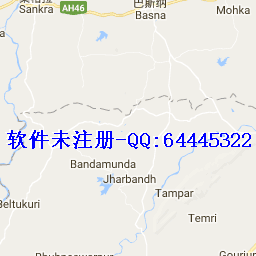 Sankra
AH46
巴斯纳
Basna
Mohka
软件未注册-QQ:64445322
Bandamunda
Jharbandh
Beltukuri
Tampar
Temri